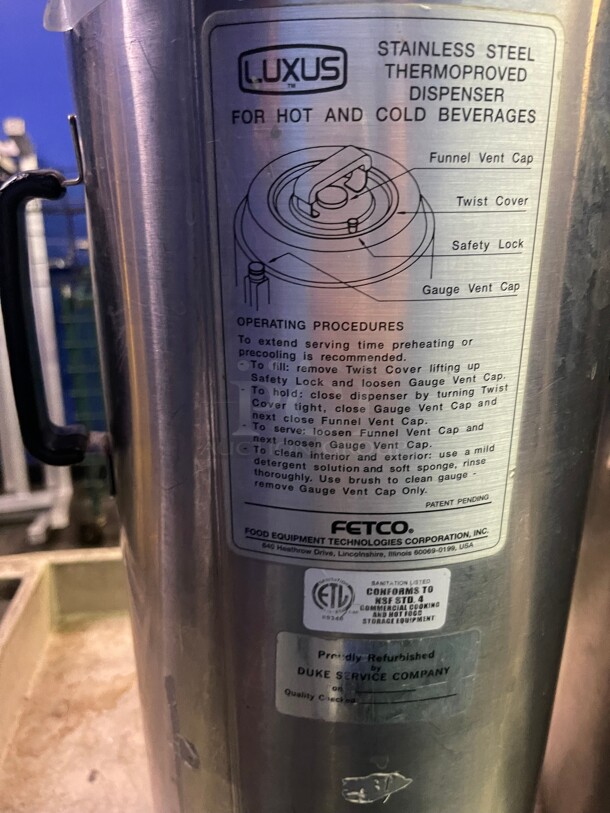 LUXUS
TM
STAINLESS STEEL
THERMOPROVED
DISPENSER
FOR HOT AND COLD BEVERAGES
Funnel Vent Cap
Twist Cover
Safety Lock
Gauge Vent Cap
OPERATING PROCEDURES
To extend serving time preheating or
precooling is recommended.
- To fill: remove Twist Cover lifting up
Safety Lock and loosen Gauge Vent Cap.
- To hold: close dispenser by turning Twist
Cover tight, close Gauge Vent Cap and
next close Funnel Vent Cap.
- To serve: loosen Funnel Vent Cap and
next loosen Gauge Vent Cap.
- To clean interior and exterior: use a mild
detergent solution and soft sponge, rinse
thoroughly. Use brush to clean gauge -
remove Gauge Vent Cap Only.
PATENT PENDING
FETCO®
FOOD EQUIPMENT TECHNOLOGIES CORPORATION, INC.
640 Heathrow Drive, Lincolnshire, Illinois 60069-0199, USA
ETL
SANITATION LISTED
CONFORMS TO
NSF STD. 4
COMMERCIAL COOKING
AND HOT FOOD
STORAGE EQUIPMENT
Proudly Refurbished
by
DUKE SERVICE COMPANY
on
Quality Checked